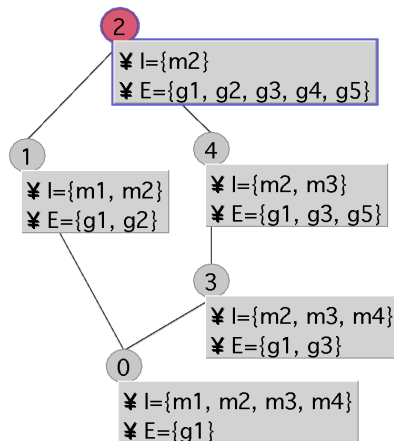 2
¥ I={m2}
¥ E={g1, g2, g3, g4, g5}
1
¥ I={m1, m2}
¥ E={g1, g2}
4
¥ I={m2, m3}
¥ E={g1, g3, g5}
3
¥ I={m2, m3, m4}
¥ E={g1, g3}
0
¥ I={m1, m2, m3, m4}
¥ E={g1}